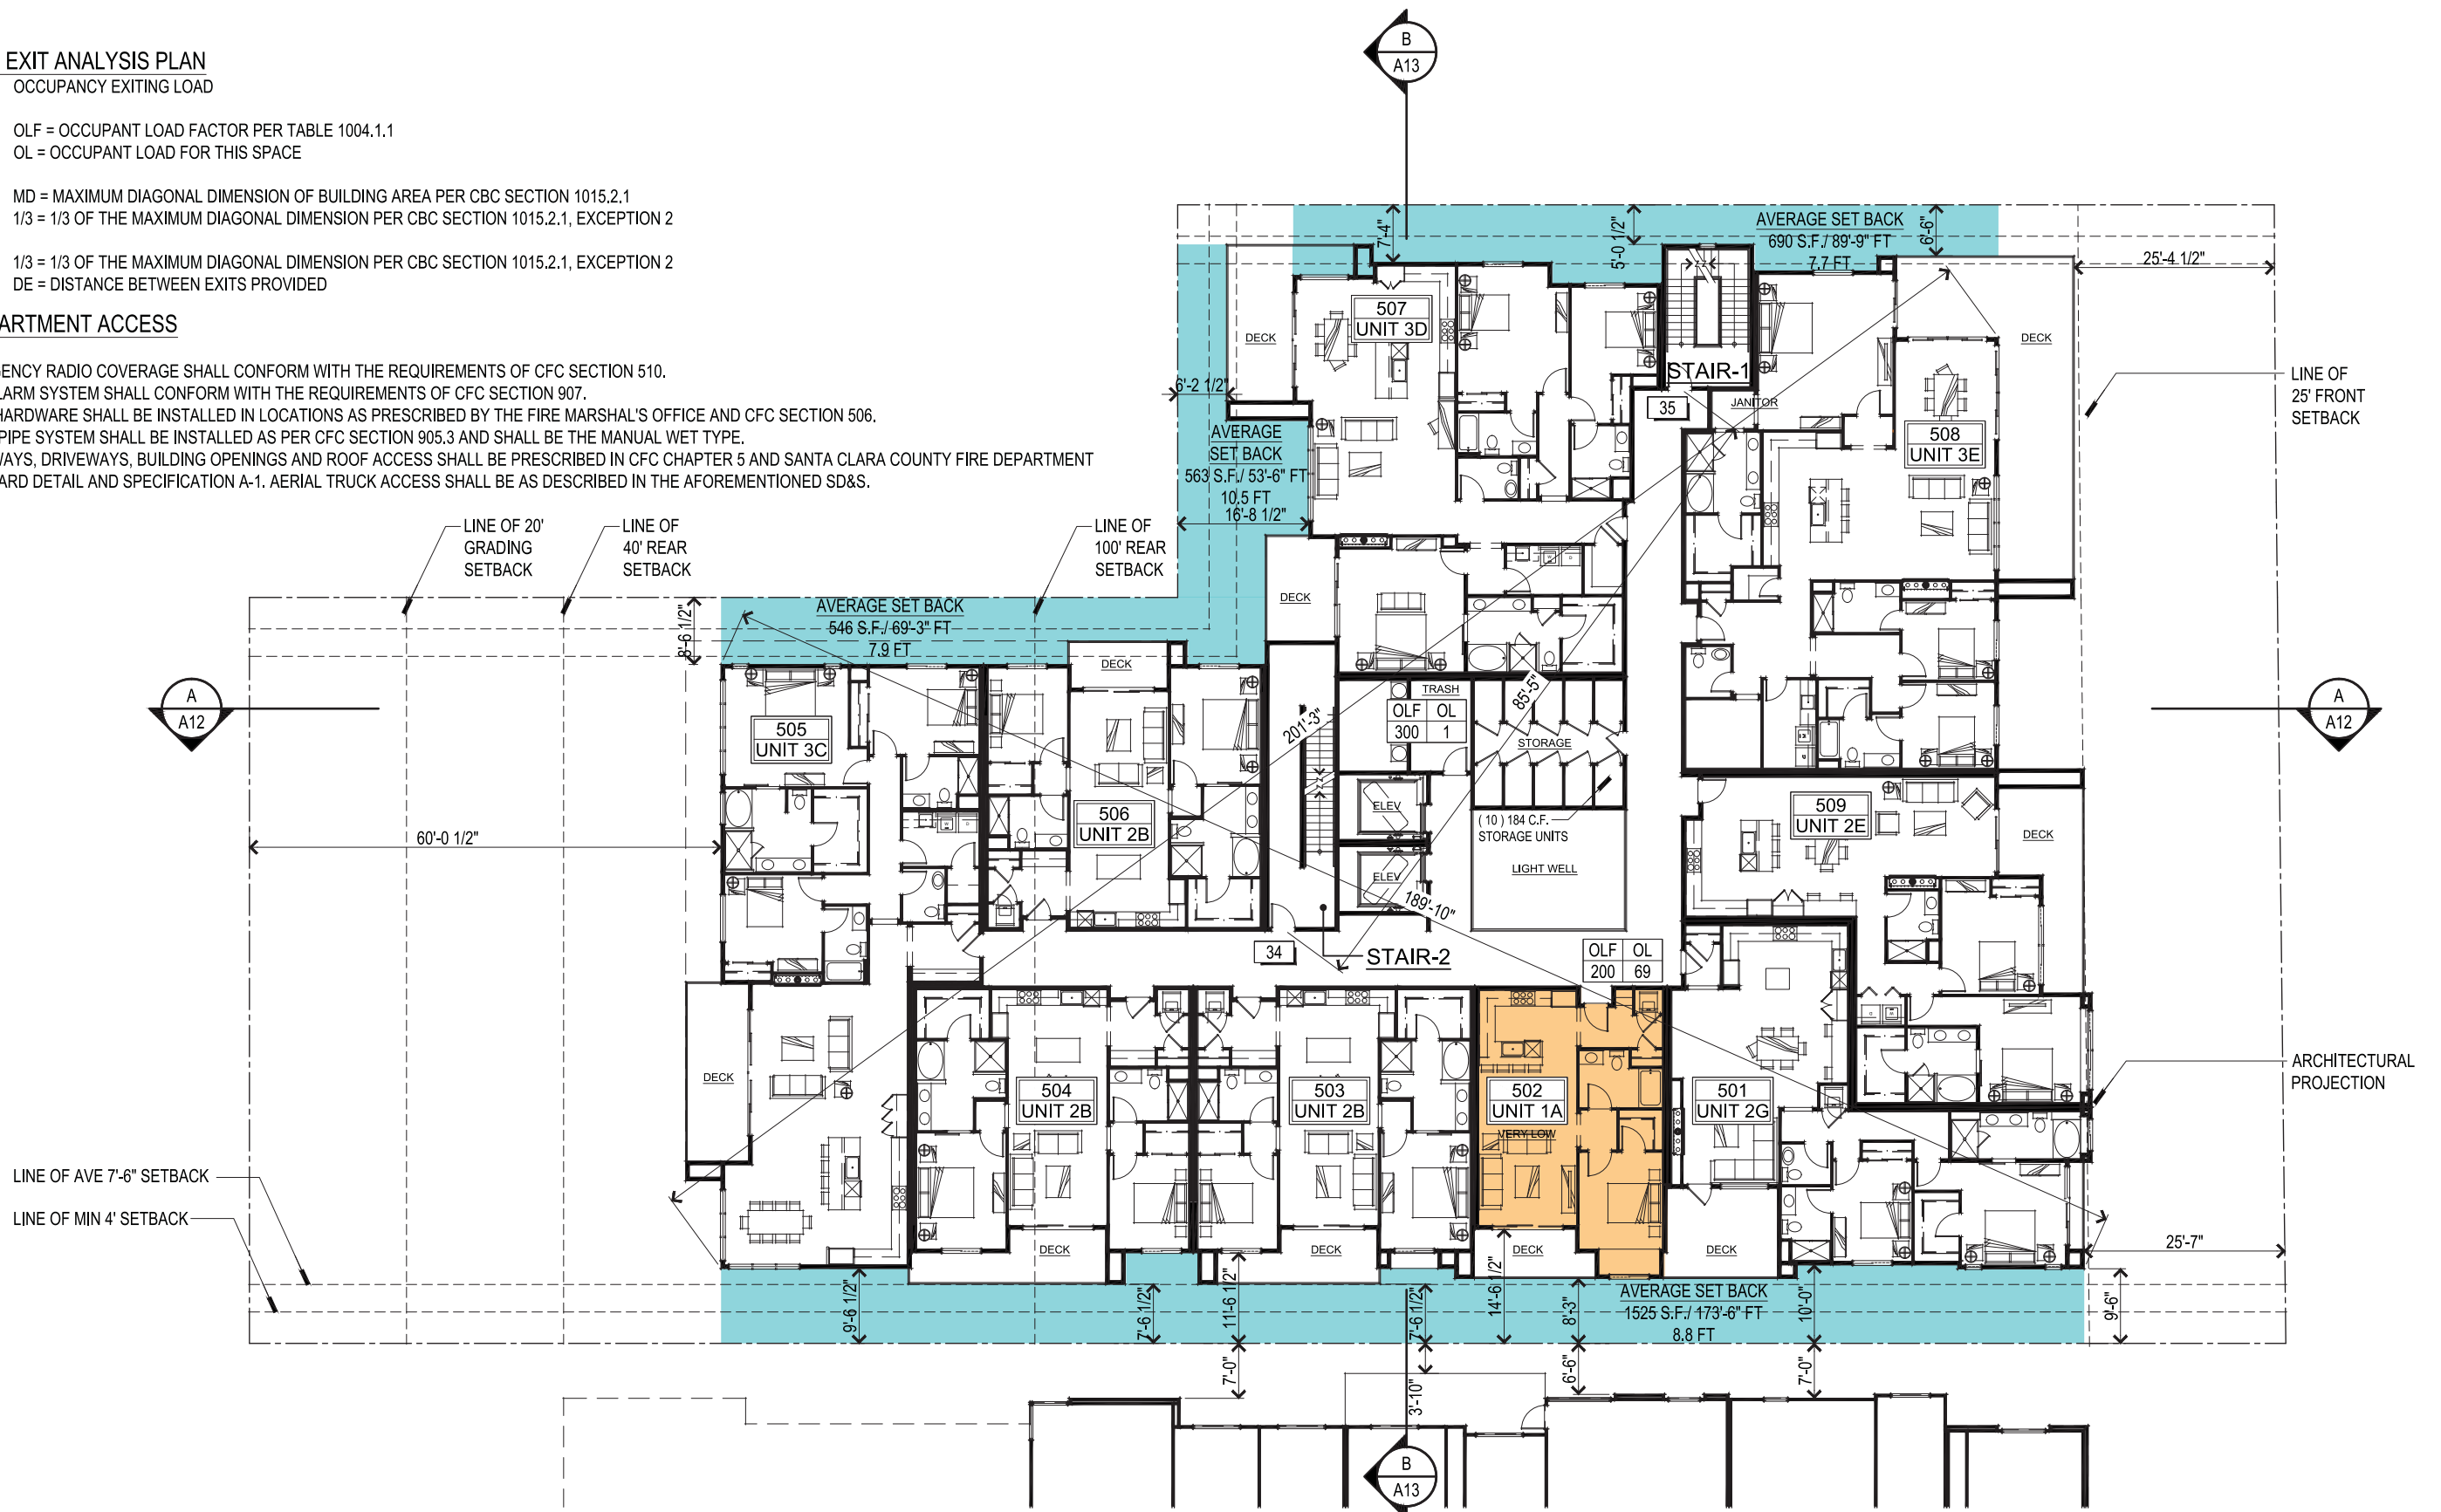 EXIT ANALYSIS PLAN
OCCUPANCY EXITING LOAD
OLF = OCCUPANT LOAD FACTOR PER TABLE 1004.1.1
OL = OCCUPANT LOAD FOR THIS SPACE
MD = MAXIMUM DIAGONAL DIMENSION OF BUILDING AREA PER CBC SECTION 1015.2.1
1/3 = 1/3 OF THE MAXIMUM DIAGONAL DIMENSION PER CBC SECTION 1015.2.1, EXCEPTION 2
1/3 = 1/3 OF THE MAXIMUM DIAGONAL DIMENSION PER CBC SECTION 1015.2.1, EXCEPTION 2
DE = DISTANCE BETWEEN EXITS PROVIDED
ARTMENT ACCESS
ENCY RADIO COVERAGE SHALL CONFORM WITH THE REQUIREMENTS OF CFC SECTION 510.
LARM SYSTEM SHALL CONFORM WITH THE REQUIREMENTS OF CFC SECTION 907.
HARDWARE SHALL BE INSTALLED IN LOCATIONS AS PRESCRIBED BY THE FIRE MARSHAL'S OFFICE AND CFC SECTION 506.
PIPE SYSTEM SHALL BE INSTALLED AS PER CFC SECTION 905.3 AND SHALL BE THE MANUAL WET TYPE.
WAYS, DRIVEWAYS, BUILDING OPENINGS AND ROOF ACCESS SHALL BE PRESCRIBED IN CFC CHAPTER 5 AND SANTA CLARA COUNTY FIRE DEPARTMENT
ARD DETAIL AND SPECIFICATION A-1. AERIAL TRUCK ACCESS SHALL BE AS DESCRIBED IN THE AFOREMENTIONED SD&S.
B
A13
7'-4"
5'-0 1/2"
AVERAGE SET BACK
690 S.F./ 89'-9" FT
7.7 FT
6'-6"
25'-4 1/2"
507
UNIT 3D
DECK
STAIR-1
DECK
6'-2 1/2"
35
JANITOR
LINE OF
25' FRONT
SETBACK
508
UNIT 3E
AVERAGE
SET BACK
563 S.F./ 53'-6" FT
10.5 FT
16'-8 1/2"
LINE OF 20'
GRADING
SETBACK
LINE OF
40' REAR
SETBACK
LINE OF
100' REAR
SETBACK
DECK
8'-6 1/2"
AVERAGE SET BACK
546 S.F./ 69'-3" FT
7.9 FT
DECK
A
A12
505
UNIT 3C
201'-3"
TRASH
OLF OL
300 1
85'-5"
STORAGE
A
A12
506
UNIT 2B
60'-0 1/2"
ELEV
ELEV
( 10 ) 184 C.F.
STORAGE UNITS
LIGHT WELL
509
UNIT 2E
DECK
189'-10"
34
STAIR-2
OLF OL
200 69
DECK
504
UNIT 2B
503
UNIT 2B
502
UNIT 1A
VERY LOW
501
UNIT 2G
ARCHITECTURAL
PROJECTION
LINE OF AVE 7'-6" SETBACK
LINE OF MIN 4' SETBACK
DECK
DECK
DECK
DECK
25'-7"
9'-6 1/2"
7'-6 1/2"
11'-6 1/2"
7'-6 1/2"
14'-6 1/2"
8'-3"
AVERAGE SET BACK
1525 S.F./ 173'-6" FT
8.8 FT
10'-0"
9'-6"
7'-0"
3'-10"
6'-6"
7'-0"
B
A13